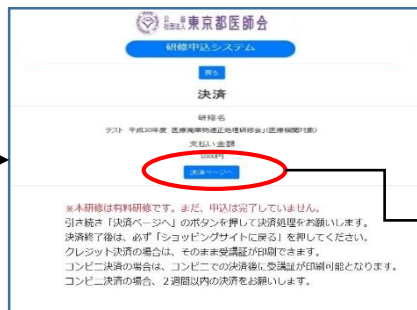 公益社団法人東京都医師会
研修申込システム
戻る
決済
研修名
テスト 平成30年度 医療廃棄物適正処理研修会」(医療機関対象)
支払い金額
1000円
決済ページへ
※本研修は有料研修です。まだ、申込は完了していません。
引き続き「決済ページへ」のボタンを押して決済処理をお願いします。
決済終了後は、必ず「ショッピングサイトに戻る」を押してください。
クレジット決済の場合は、そのまま受講証が印刷できます。
コンビニ決済の場合は、コンビニでの決済後に受講証が印刷可能となります。
コンビニ決済の場合、2週間以内の決済をお願いします。